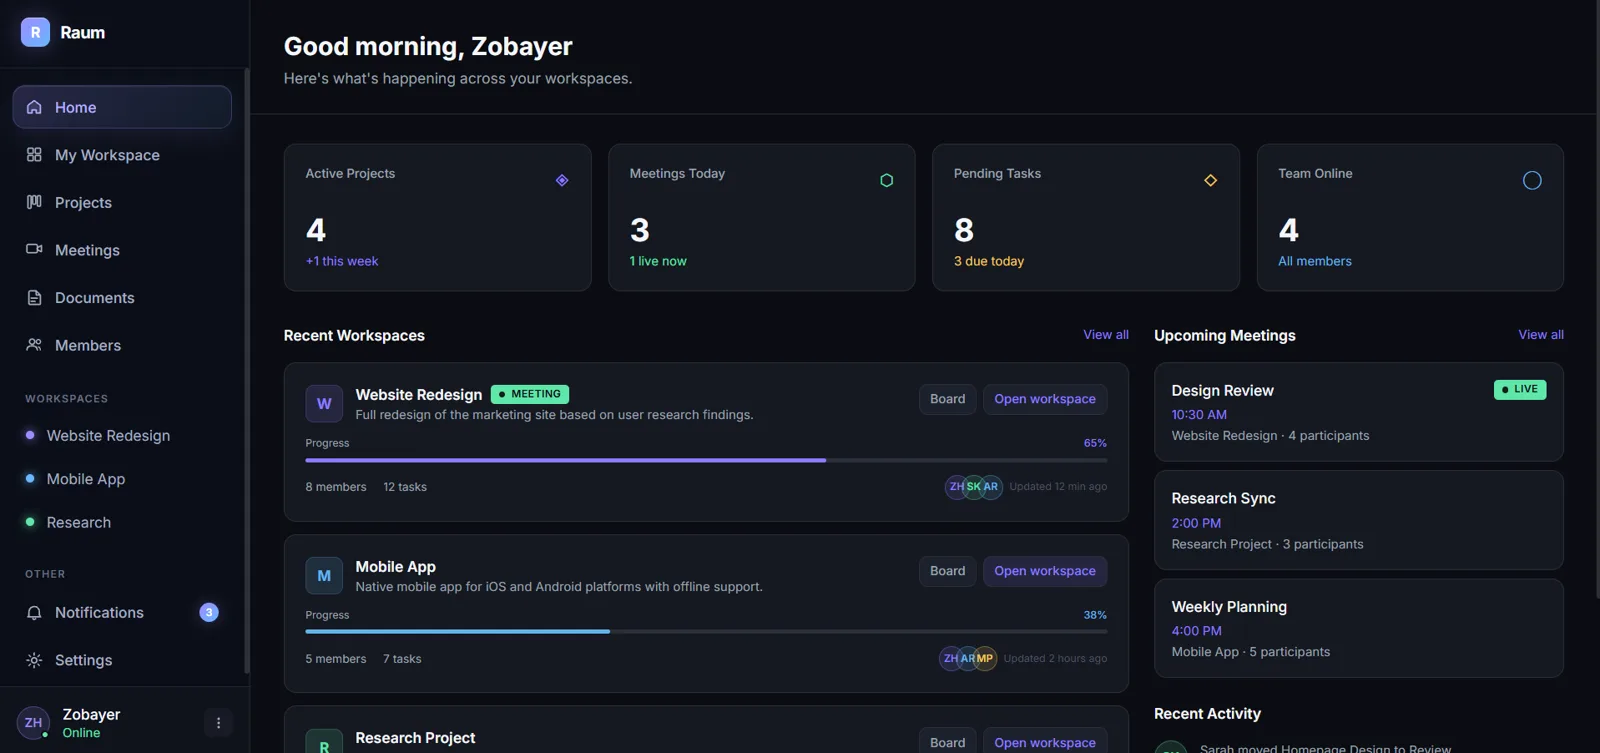 R Raum
Home
My Workspace
Projects
Meetings
Documents
Members
WORKSPACES
Website Redesign
Mobile App
Research
OTHER
Notifications 3
Settings
ZH Zobayer
Online
Good morning, Zobayer
Here's what's happening across your workspaces.
Active Projects
4
+1 this week
Meetings Today
3
1 live now
Pending Tasks
8
3 due today
Team Online
4
All members
Recent Workspaces View all
W Website Redesign MEETING Board Open workspace
Full redesign of the marketing site based on user research findings.
Progress 65%
8 members 12 tasks ZH SK AR Updated 12 min ago
M Mobile App Board Open workspace
Native mobile app for iOS and Android platforms with offline support.
Progress 38%
5 members 7 tasks ZH AR MP Updated 2 hours ago
R Research Project Board Open workspace
Upcoming Meetings View all
Design Review LIVE
10:30 AM
Website Redesign · 4 participants
Research Sync
2:00 PM
Research Project · 3 participants
Weekly Planning
4:00 PM
Mobile App · 5 participants
Recent Activity
Sarah moved Homepage Design to Review